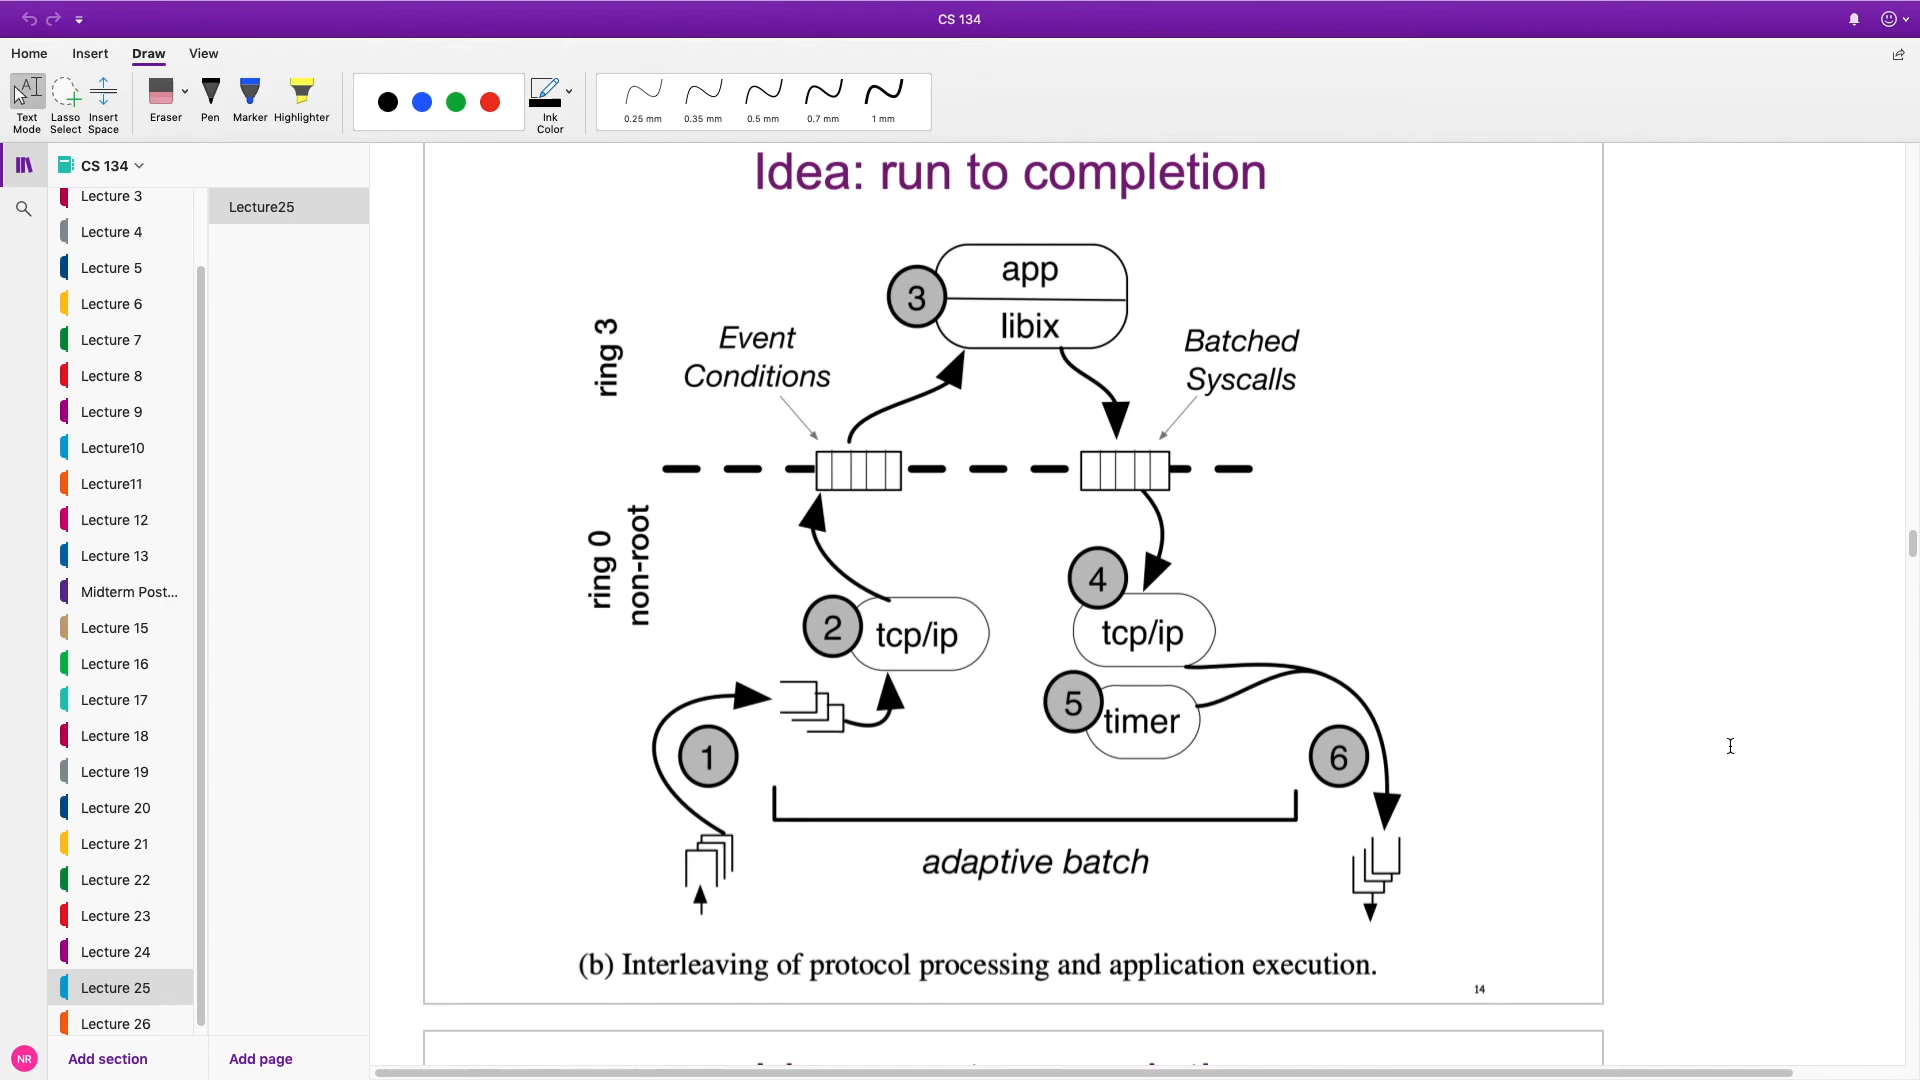 CS 134
Home Insert Draw View
Text Mode
Lasso Select
Insert Space
Eraser
Pen
Marker
Highlighter
Ink Color
0.25 mm
0.35 mm
0.5 mm
0.7 mm
1 mm
CS 134
Lecture 3
Lecture 4
Lecture 5
Lecture 6
Lecture 7
Lecture 8
Lecture 9
Lecture10
Lecture11
Lecture 12
Lecture 13
Midterm Post...
Lecture 15
Lecture 16
Lecture 17
Lecture 18
Lecture 19
Lecture 20
Lecture 21
Lecture 22
Lecture 23
Lecture 24
Lecture 25
Lecture 26
Add section
NR
Lecture25
Add page
Idea: run to completion
app
3
libix
ring 3
Event
Conditions
Batched
Syscalls
ring 0
non-root
2
tcp/ip
4
tcp/ip
5
timer
1
6
adaptive batch
(b) Interleaving of protocol processing and application execution.
14